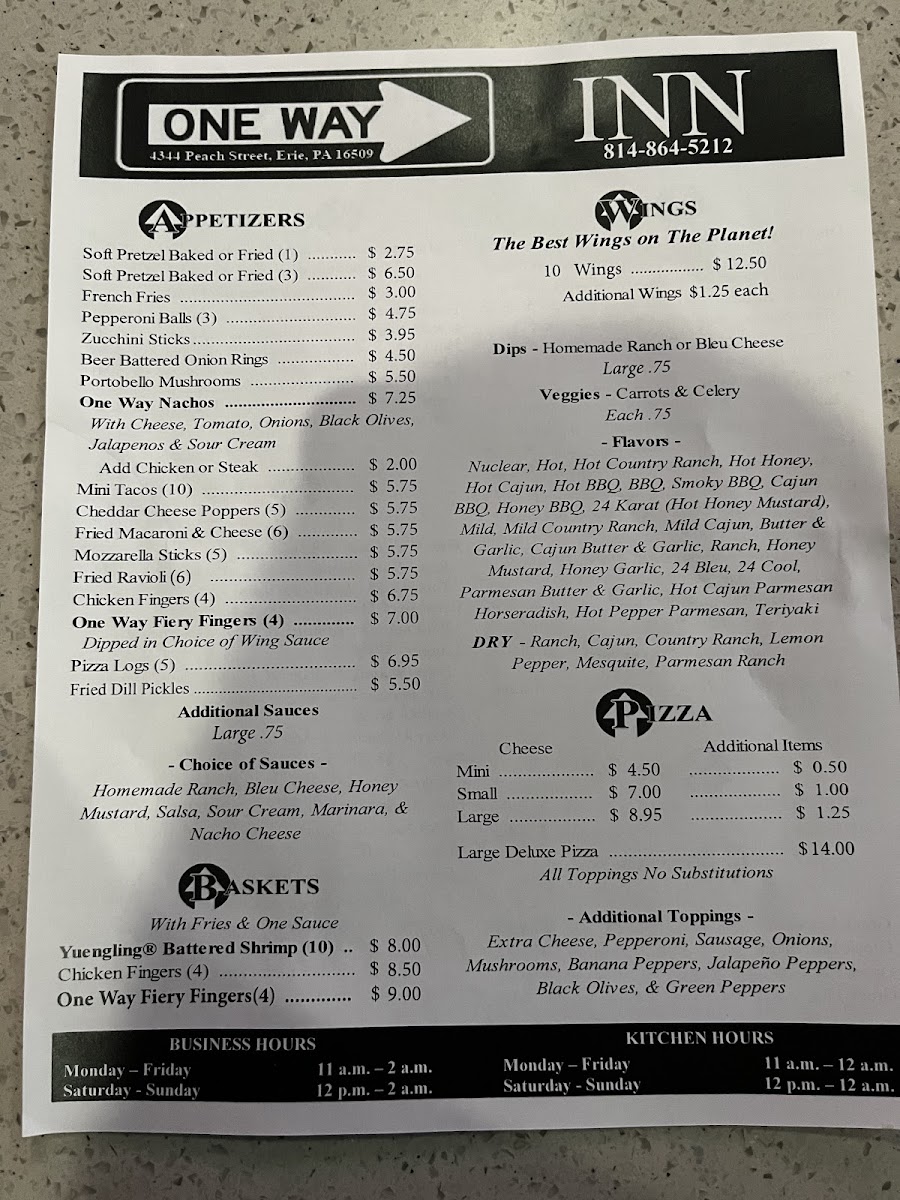 ONE WAY
4344 Peach Street, Erie, PA 16509
INN
814-864-5212
APPETIZERS
Soft Pretzel Baked or Fried (1) ........... $ 2.75
Soft Pretzel Baked or Fried (3) ........... $ 6.50
French Fries ........... $ 3.00
Pepperoni Balls (3) ........... $ 4.75
Zucchini Sticks ........... $ 3.95
Beer Battered Onion Rings ........... $ 4.50
Portobello Mushrooms ........... $ 5.50
One Way Nachos ........... $ 7.25
With Cheese, Tomato, Onions, Black Olives,
Jalapenos & Sour Cream
Add Chicken or Steak ........... $ 2.00
Mini Tacos (10) ........... $ 5.75
Cheddar Cheese Poppers (5) ........... $ 5.75
Fried Macaroni & Cheese (6) ........... $ 5.75
Mozzarella Sticks (5) ........... $ 5.75
Fried Ravioli (6) ........... $ 5.75
Chicken Fingers (4) ........... $ 6.75
One Way Fiery Fingers (4) ........... $ 7.00
Dipped in Choice of Wing Sauce
Pizza Logs (5) ........... $ 6.95
Fried Dill Pickles ........... $ 5.50
Additional Sauces
Large .75
- Choice of Sauces -
Homemade Ranch, Bleu Cheese, Honey
Mustard, Salsa, Sour Cream, Marinara, &
Nacho Cheese
BASKETS
With Fries & One Sauce
Yuengling® Battered Shrimp (10) .. $ 8.00
Chicken Fingers (4) ........... $ 8.50
One Way Fiery Fingers(4) ........... $ 9.00
WINGS
The Best Wings on The Planet!
10 Wings ........... $ 12.50
Additional Wings $1.25 each
Dips - Homemade Ranch or Bleu Cheese
Large .75
Veggies - Carrots & Celery
Each .75
- Flavors -
Nuclear, Hot, Hot Country Ranch, Hot Honey,
Hot Cajun, Hot BBQ, BBQ, Smoky BBQ, Cajun
BBQ, Honey BBQ, 24 Karat (Hot Honey Mustard),
Mild, Mild Country Ranch, Mild Cajun, Butter &
Garlic, Cajun Butter & Garlic, Ranch, Honey
Mustard, Honey Garlic, 24 Bleu, 24 Cool,
Parmesan Butter & Garlic, Hot Cajun Parmesan
Horseradish, Hot Pepper Parmesan, Teriyaki
DRY - Ranch, Cajun, Country Ranch, Lemon
Pepper, Mesquite, Parmesan Ranch
PIZZA
Cheese Additional Items
Mini ........... $ 4.50 ........... $ 0.50
Small ........... $ 7.00 ........... $ 1.00
Large ........... $ 8.95 ........... $ 1.25
Large Deluxe Pizza ........... $14.00
All Toppings No Substitutions
- Additional Toppings -
Extra Cheese, Pepperoni, Sausage, Onions,
Mushrooms, Banana Peppers, Jalapeño Peppers,
Black Olives, & Green Peppers
BUSINESS HOURS
Monday – Friday 11 a.m. – 2 a.m.
Saturday - Sunday 12 p.m. – 2 a.m.
KITCHEN HOURS
Monday – Friday 11 a.m. – 12 a.m.
Saturday - Sunday 12 p.m. – 12 a.m.